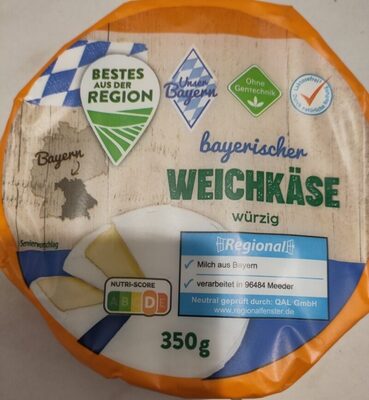 BESTES
AUS DER
REGION
Unser
Bayern
Ohne
Gentechnik
Laktosefrei
bayerischer
WEICHKÄSE
würzig
Bayern
Serviervorschlag
Regional
Milch aus Bayern
verarbeitet in 96484 Meeder
Neutral geprüft durch: QAL GmbH
www.regionalfenster.de
NUTRI-SCORE
A B C D E
350g